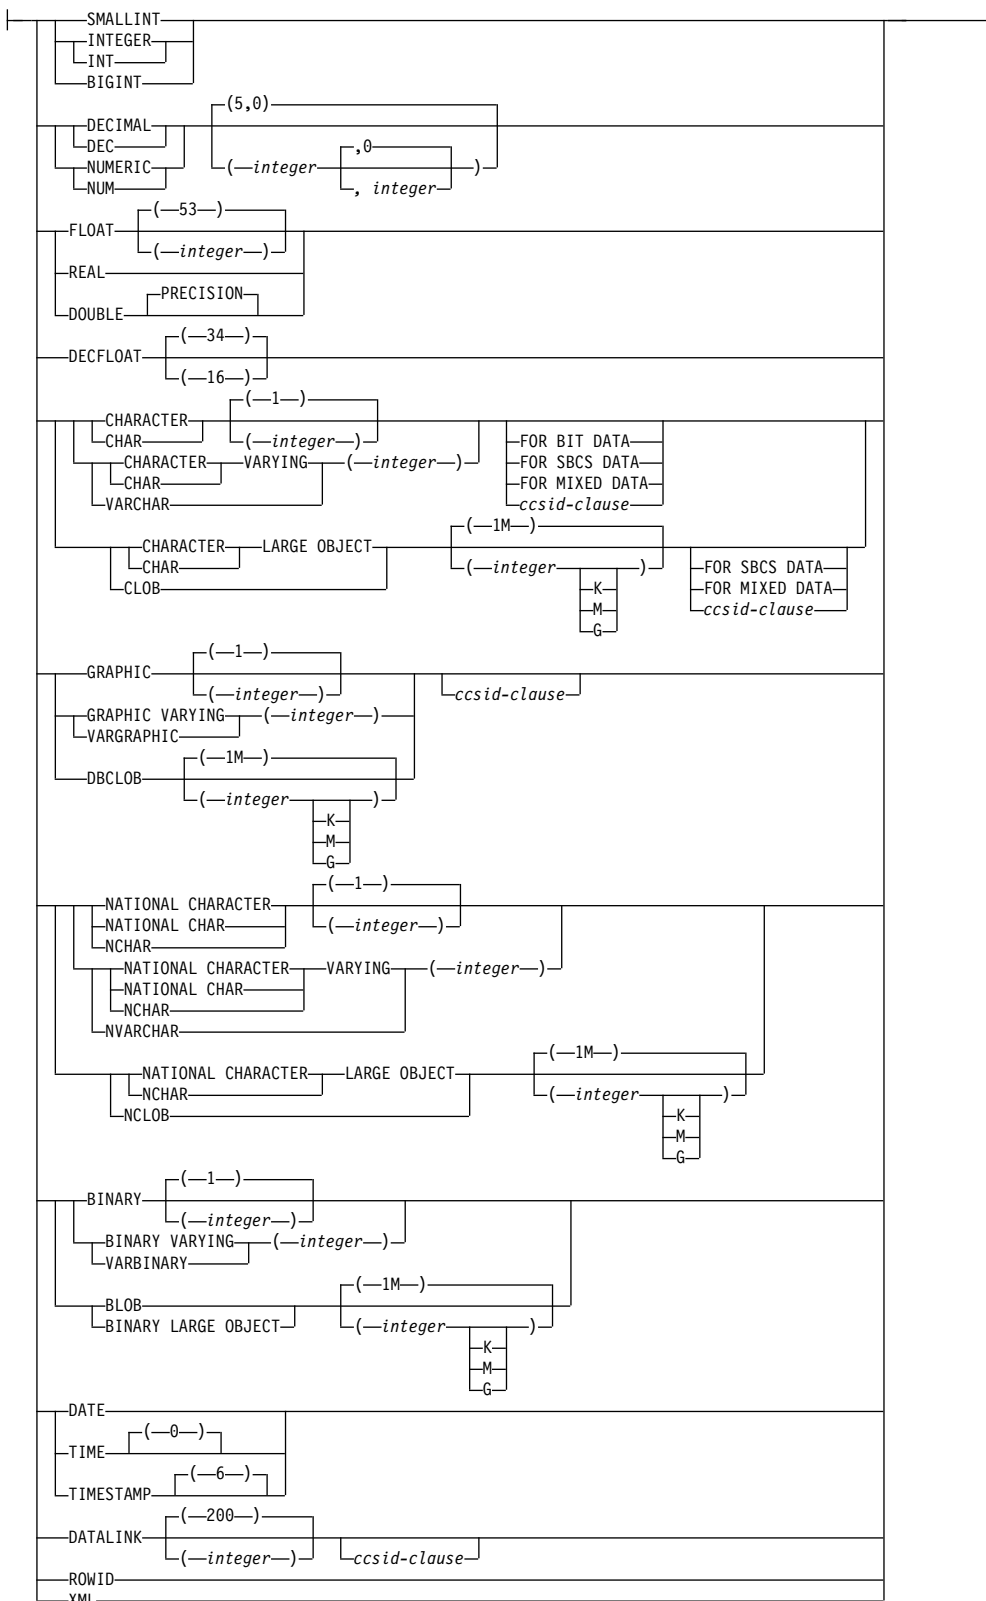 SMALLINT
INTEGER
INT
BIGINT
(5,0)
DECIMAL
DEC
,0
NUMERIC ( integer )
NUM , integer
( 53 )
FLOAT
( integer )
REAL
PRECISION
DOUBLE
( 34 )
DECFLOAT
( 16 )
( 1 )
CHARACTER
CHAR ( integer ) FOR BIT DATA
CHARACTER VARYING ( integer ) FOR SBCS DATA
CHAR FOR MIXED DATA
VARCHAR ccsid-clause
( 1M )
CHARACTER LARGE OBJECT
CHAR ( integer ) FOR SBCS DATA
CLOB K FOR MIXED DATA
M ccsid-clause
G
( 1 )
GRAPHIC
( integer ) ccsid-clause
GRAPHIC VARYING ( integer )
VARGRAPHIC
( 1M )
DBCLOB
( integer )
K
M
G
( 1 )
NATIONAL CHARACTER
NATIONAL CHAR ( integer )
NCHAR
NATIONAL CHARACTER VARYING ( integer )
NATIONAL CHAR
NCHAR
NVARCHAR
( 1M )
NATIONAL CHARACTER LARGE OBJECT
NCHAR ( integer )
NCLOB K
M
G
( 1 )
BINARY
( integer )
BINARY VARYING ( integer )
VARBINARY
( 1M )
BLOB
BINARY LARGE OBJECT ( integer )
K
M
G
DATE
( 0 )
TIME
( 6 )
TIMESTAMP
( 200 )
DATALINK
( integer ) ccsid-clause
ROWID
XML